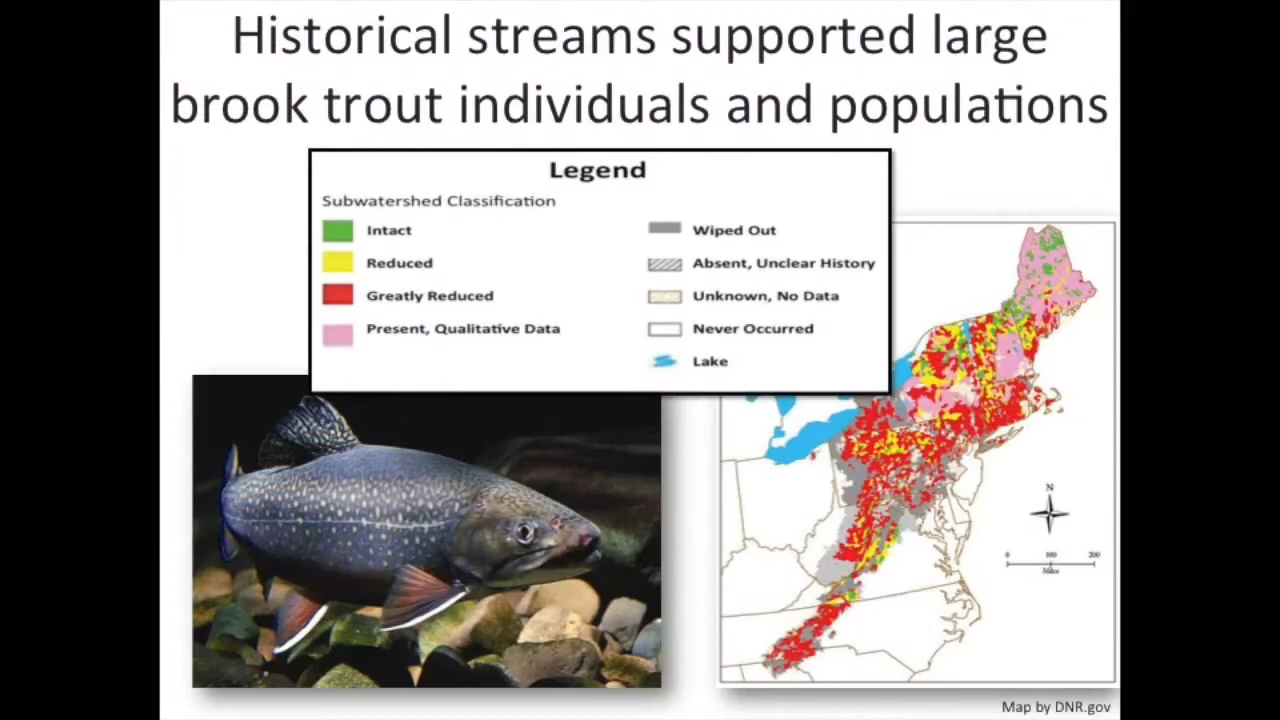 Historical streams supported large
brook trout individuals and populations
Legend
Subwatershed Classification
Intact
Reduced
Greatly Reduced
Present, Qualitative Data
Wiped Out
Absent, Unclear History
Unknown, No Data
Never Occurred
Lake
N
0 100 200
Miles
Map by DNR.gov